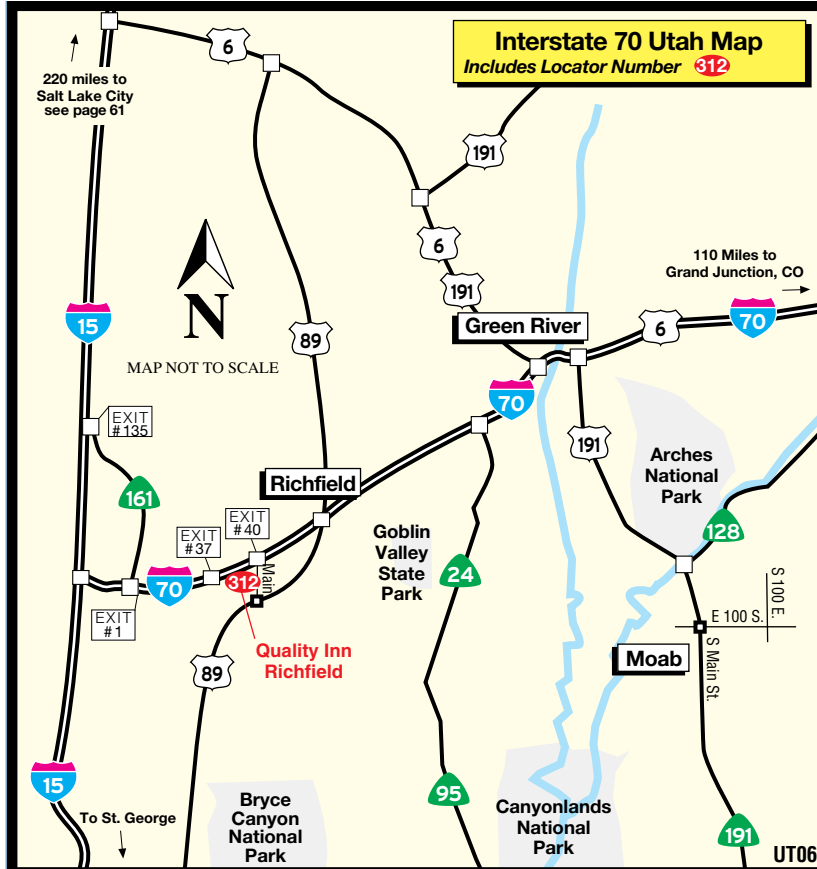 Interstate 70 Utah Map
Includes Locator Number 312
6
220 miles to
Salt Lake City
see page 61
191
6
110 Miles to
Grand Junction, CO
191
N
MAP NOT TO SCALE
15
89
Green River
6
70
70
EXIT
#135
191
Arches
National
Park
161
Richfield
EXIT
#40
EXIT
#37
128
Goblin
Valley
State
Park
24
Main
70
312
EXIT
#1
S 100 E.
E 100 S.
Quality Inn
Richfield
89
Moab
S Main St.
15
95
To St. George
Bryce
Canyon
National
Park
Canyonlands
National
Park
191
UT06